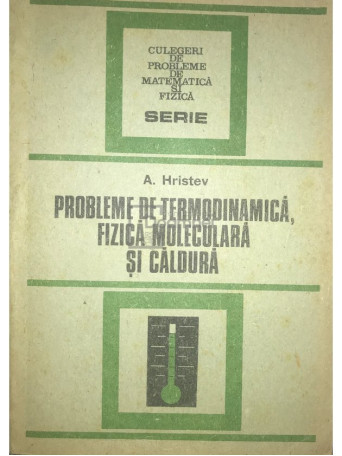 CULEGERI
DE
PROBLEME
DE
MATEMATICĂ
ȘI
FIZICĂ
SERIE
A. Hristev
PROBLEME DE TERMODINAMICĂ,
FIZICĂ MOLECULARĂ
ȘI CĂLDURĂ